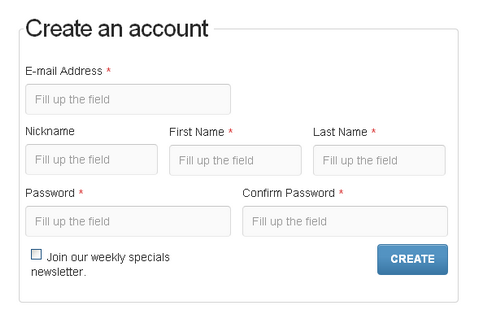 Create an account
E-mail Address *
Fill up the field
Nickname First Name * Last Name *
Fill up the field Fill up the field Fill up the field
Password * Confirm Password *
Fill up the field Fill up the field
Join our weekly specials CREATE
newsletter.